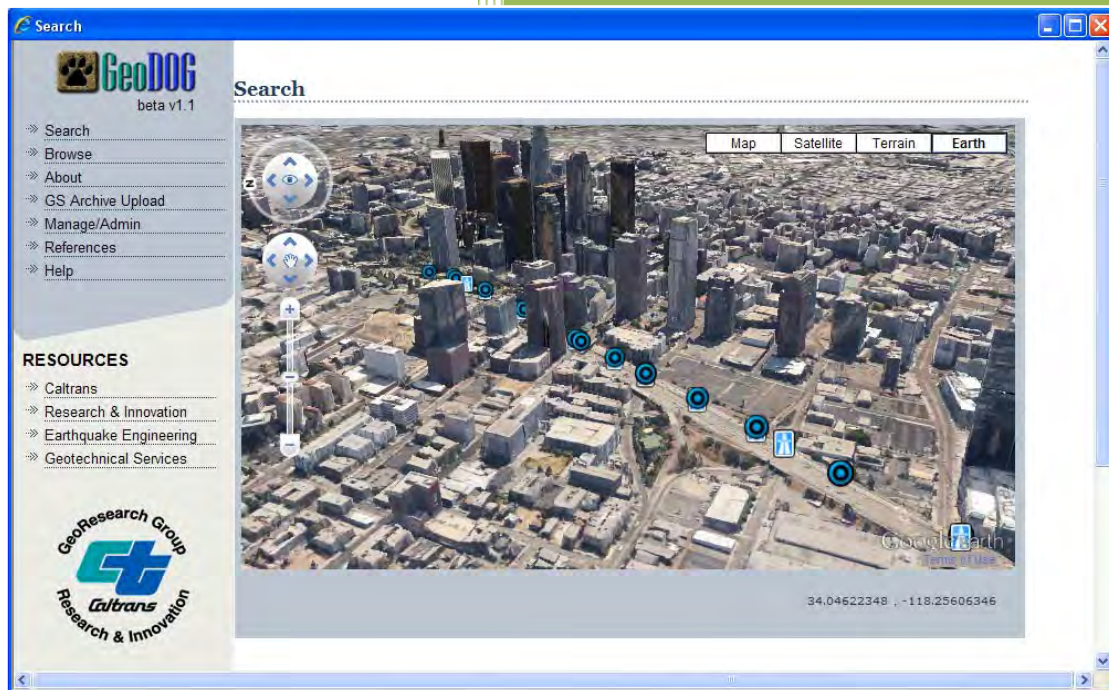 Search
GeoDOG
beta v1.1
Search
Browse
About
GS Archive Upload
Manage/Admin
References
Help
RESOURCES
Caltrans
Research & Innovation
Earthquake Engineering
Geotechnical Services
GeoResearch Group
ct
Caltrans
Research & Innovation
Search
Map Satellite Terrain Earth
N
Google Earth
Terms of Use
34.04622348 , -118.25606346